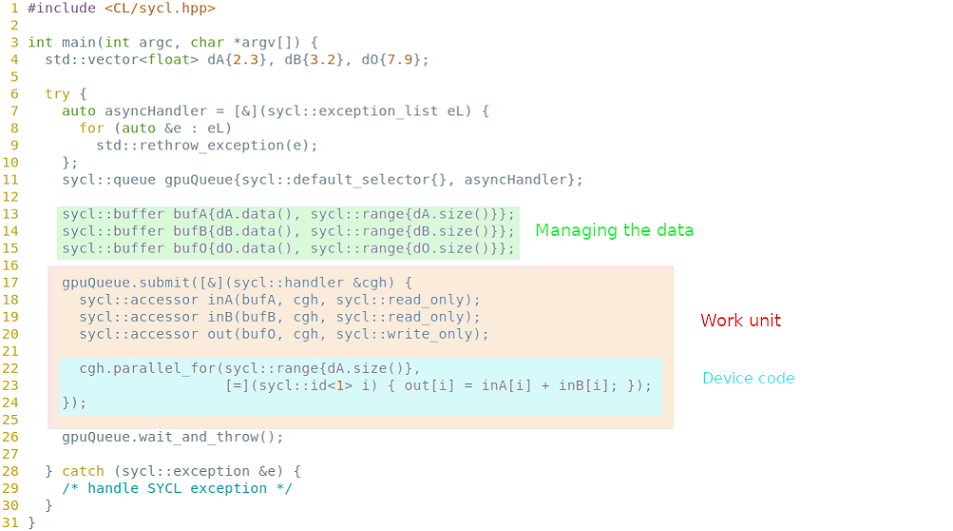 1 #include <CL/sycl.hpp>
2
3 int main(int argc, char *argv[]) {
4   std::vector<float> dA{2.3}, dB{3.2}, dO{7.9};
5
6   try {
7     auto asyncHandler = [&](sycl::exception_list eL) {
8       for (auto &e : eL)
9         std::rethrow_exception(e);
10     };
11     sycl::queue gpuQueue{sycl::default_selector{}, asyncHandler};
12
13     sycl::buffer bufA{dA.data(), sycl::range{dA.size()}};
14     sycl::buffer bufB{dB.data(), sycl::range{dB.size()}};
Managing the data
15     sycl::buffer bufO{dO.data(), sycl::range{dO.size()}};
16
17     gpuQueue.submit([&](sycl::handler &cgh) {
18       sycl::accessor inA(bufA, cgh, sycl::read_only);
19       sycl::accessor inB(bufB, cgh, sycl::read_only);
Work unit
20       sycl::accessor out(bufO, cgh, sycl::write_only);
21
22       cgh.parallel_for(sycl::range{dA.size()},
Device code
23                        [=](sycl::id<1> i) { out[i] = inA[i] + inB[i]; });
24     });
25
26     gpuQueue.wait_and_throw();
27
28   } catch (sycl::exception &e) {
29     /* handle SYCL exception */
30   }
31 }